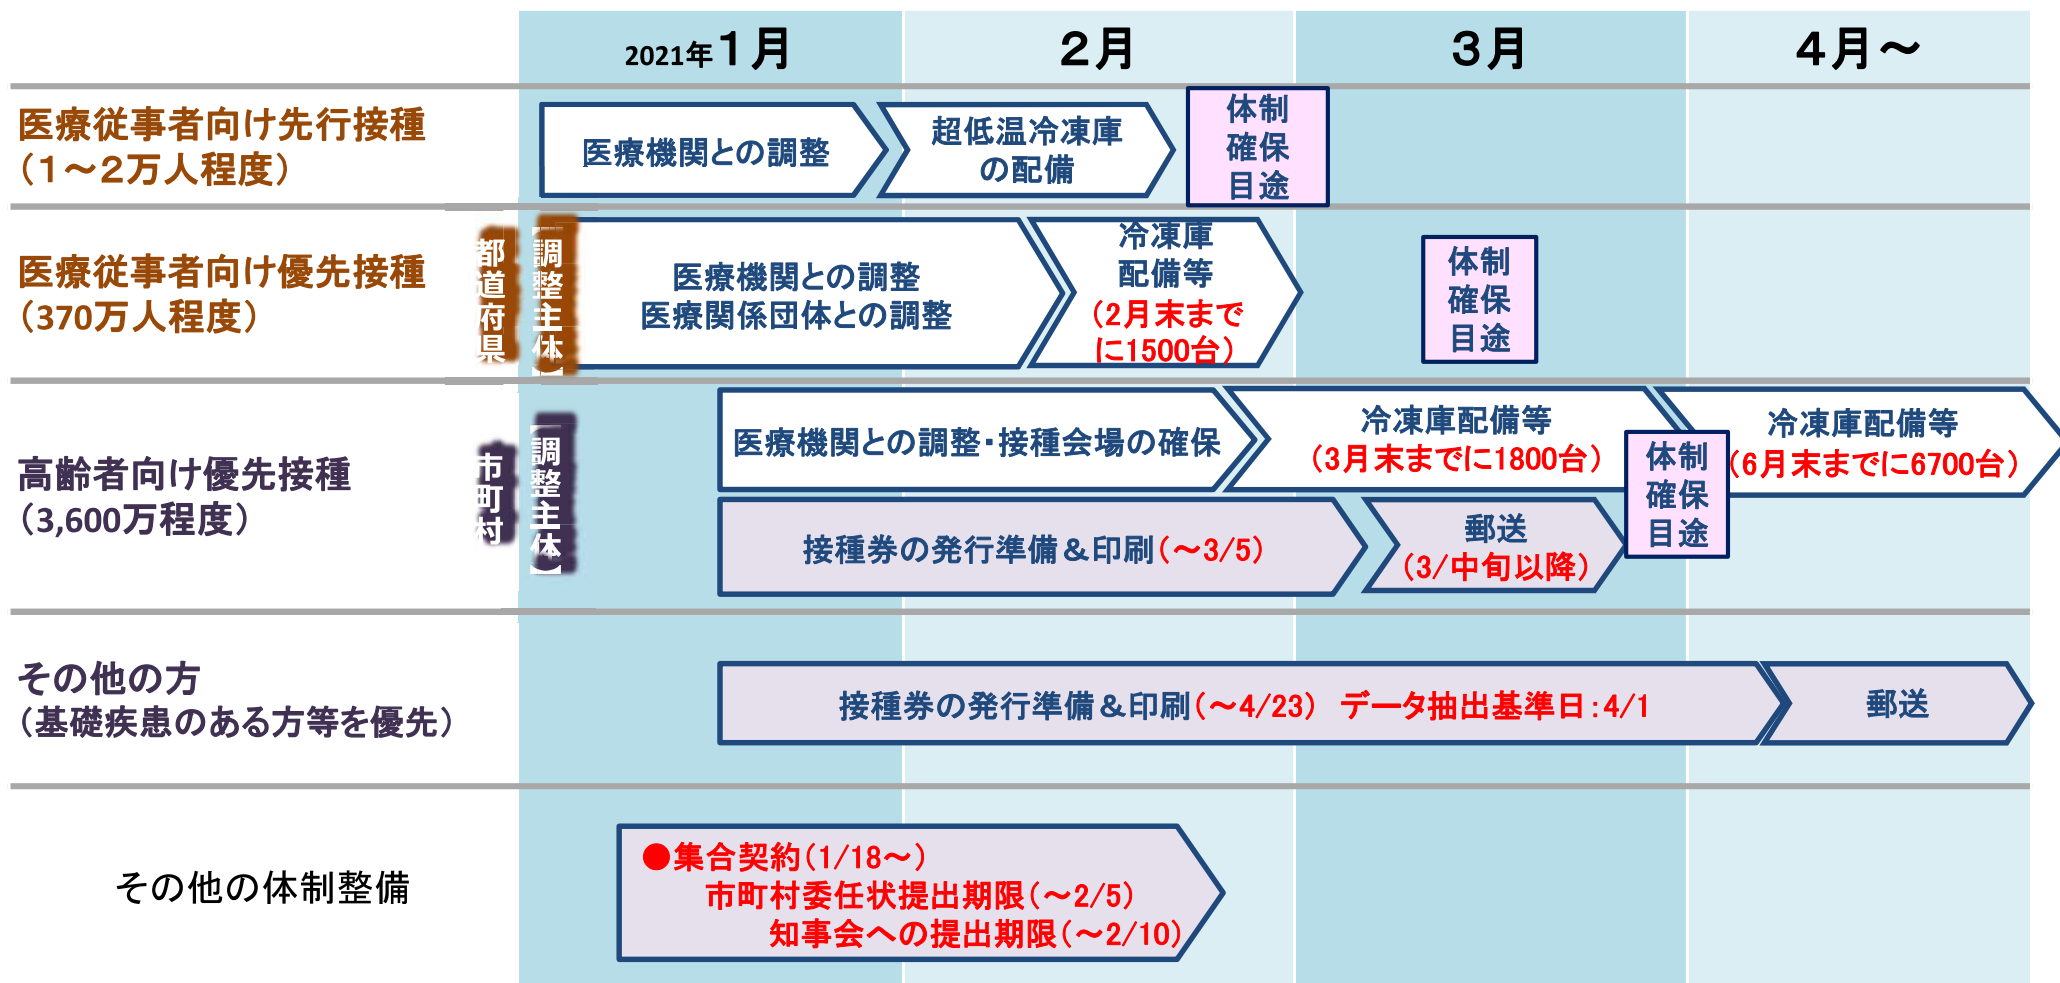 2021年１月
２月
３月
４月～
医療従事者向け先行接種
（１～２万人程度）
医療機関との調整
超低温冷凍庫
の配備
体制
確保
目途
医療従事者向け優先接種
（370万人程度）
【調整主体】
都道府県
医療機関との調整
医療関係団体との調整
冷凍庫
配備等
（2月末まで
に1500台）
体制
確保
目途
高齢者向け優先接種
（3,600万程度）
【調整主体】
市町村
医療機関との調整・接種会場の確保
冷凍庫配備等
（3月末までに1800台）
冷凍庫配備等
（6月末までに6700台）
体制
確保
目途
接種券の発行準備＆印刷（～3/5）
郵送
（3/中旬以降）
その他の方
（基礎疾患のある方等を優先）
接種券の発行準備＆印刷（～4/23）　データ抽出基準日：4/1
郵送
その他の体制整備
●集合契約（1/18～）
市町村委任状提出期限（～2/5）
知事会への提出期限（～2/10）